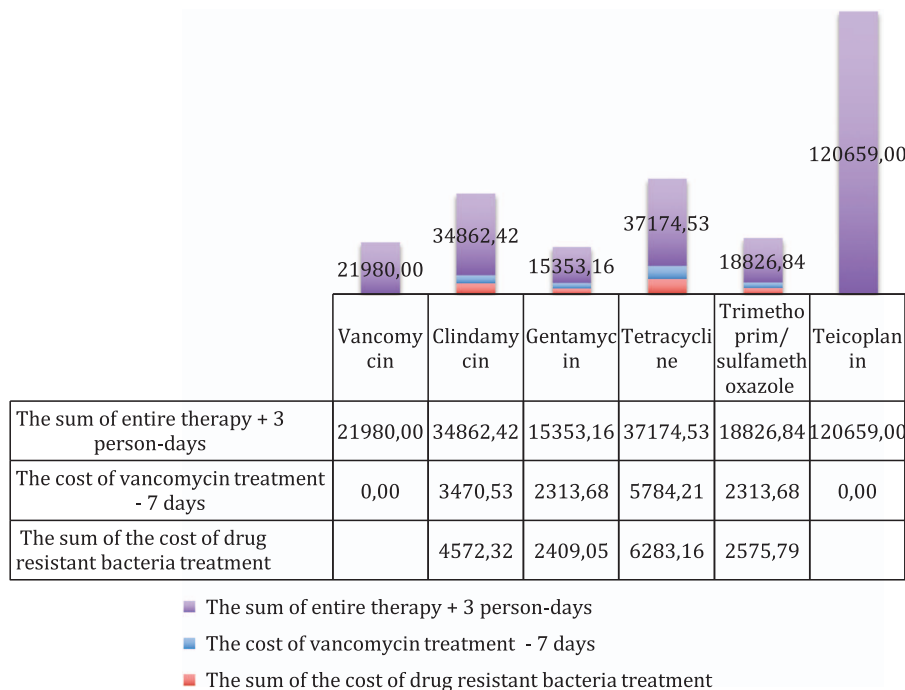 120659,00
34862,42
37174,53
21980,00
15353,16
18826,84
Vancomy
cin
Clindamy
cin
Gentamyc
in
Tetracycli
ne
Trimetho
prim/
sulfameth
oxazole
Teicoplan
in
The sum of entire therapy + 3
person-days
21980,00 34862,42 15353,16 37174,53 18826,84 120659,00
The cost of vancomycin treatment
- 7 days
0,00 3470,53 2313,68 5784,21 2313,68 0,00
The sum of the cost of drug
resistant bacteria treatment
4572,32 2409,05 6283,16 2575,79
The sum of entire therapy + 3 person-days
The cost of vancomycin treatment - 7 days
The sum of the cost of drug resistant bacteria treatment